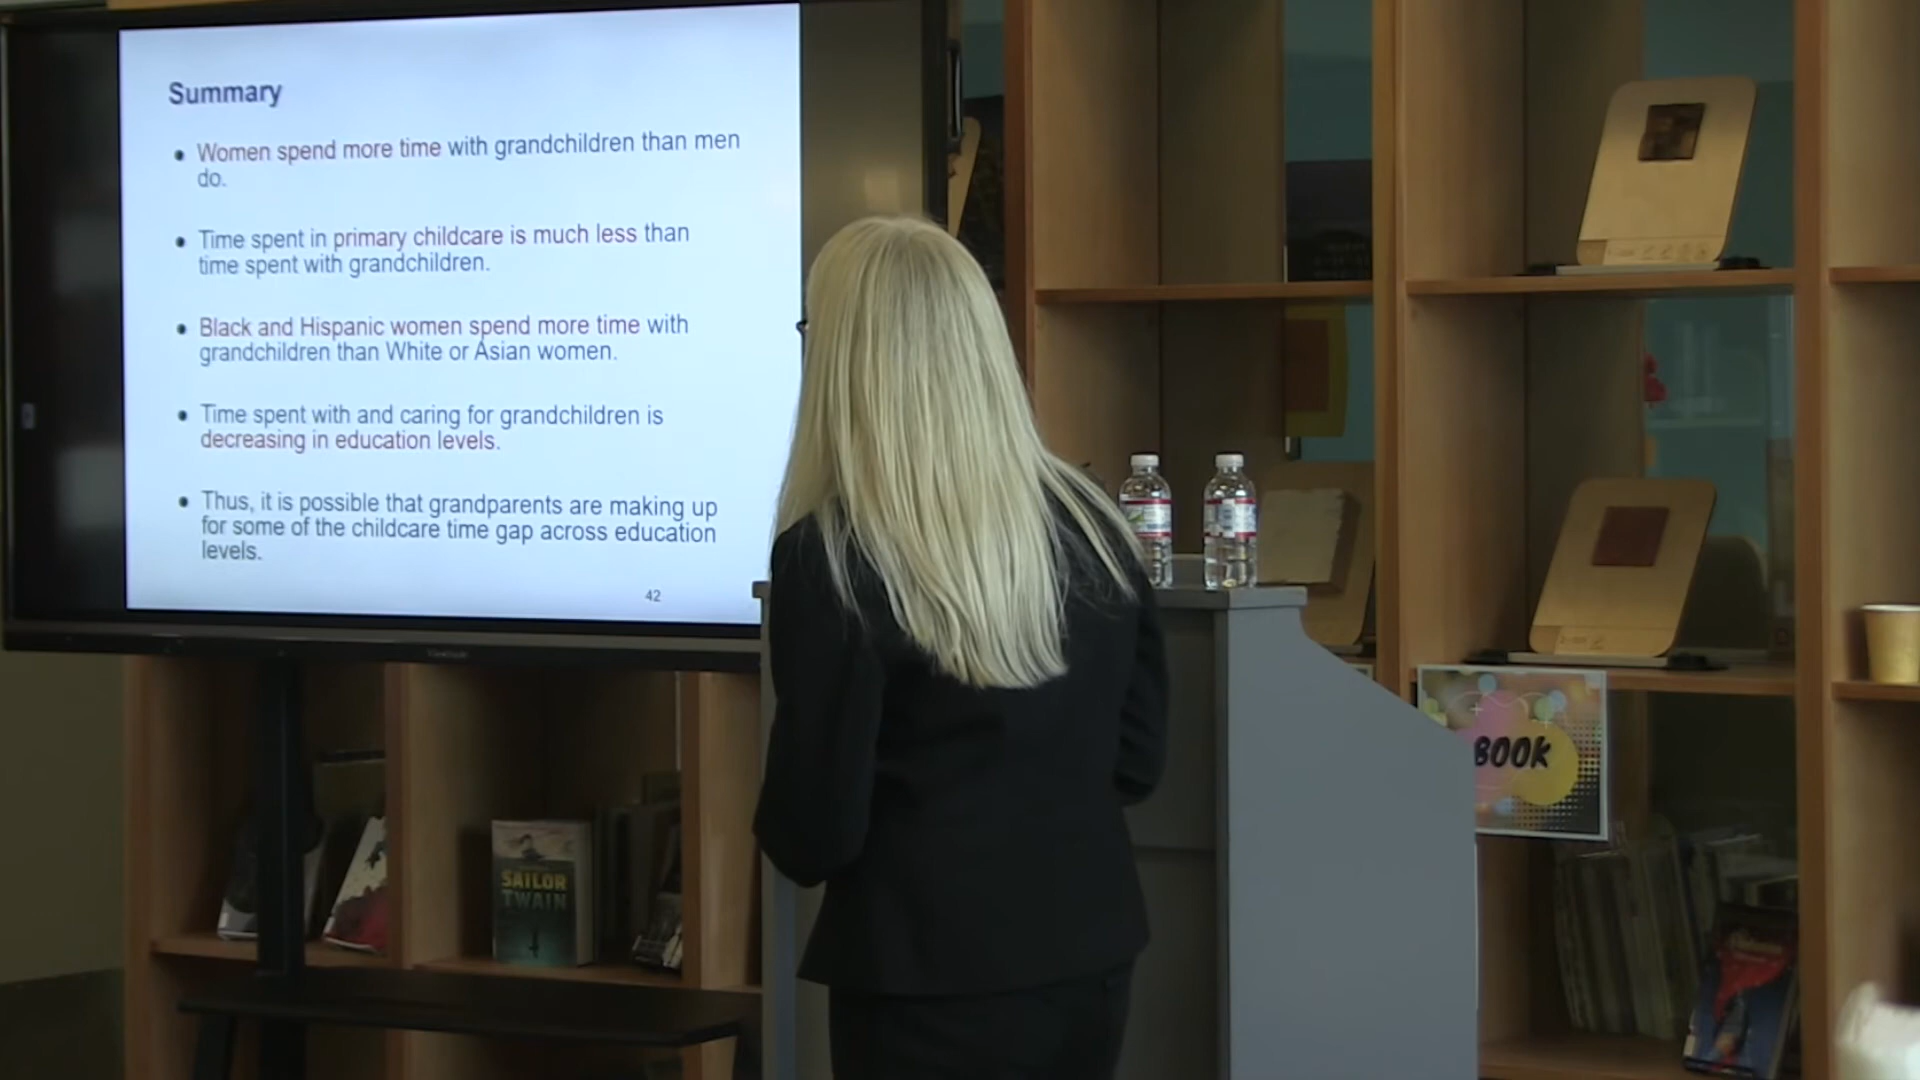 Summary
• Women spend more time with grandchildren than men
do.
• Time spent in primary childcare is much less than
time spent with grandchildren.
• Black and Hispanic women spend more time with
grandchildren than White or Asian women.
• Time spent with and caring for grandchildren is
decreasing in education levels.
• Thus, it is possible that grandparents are making up
for some of the childcare time gap across education
levels.
42
ViewSonic
BOOK
SAILOR
TWAIN